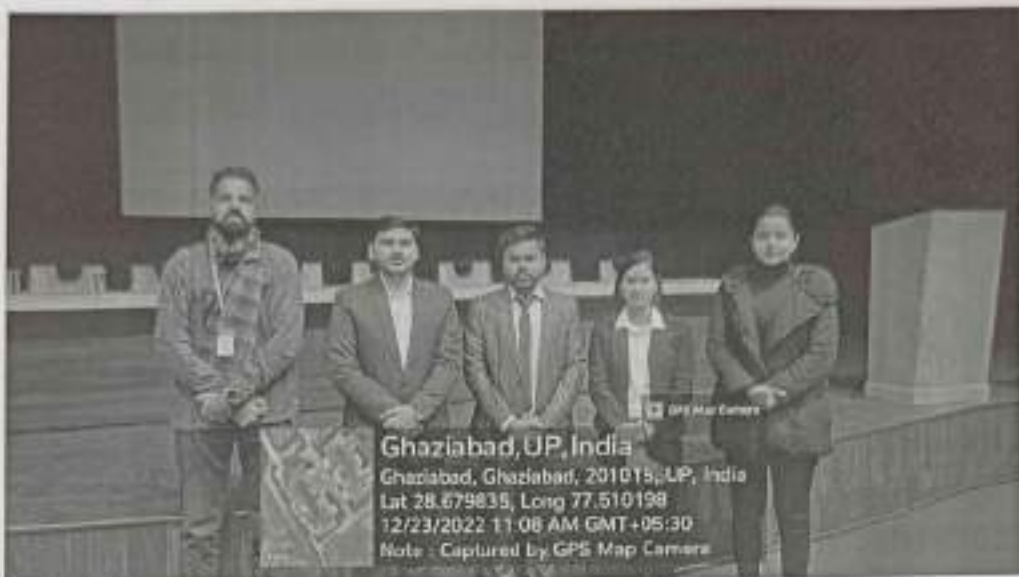 GPS Map Camera
Ghaziabad, UP, India
Ghaziabad, Ghaziabad, 201015, UP, India
Lat 28.679835, Long 77.510198
12/23/2022 11:08 AM GMT+05:30
Note : Captured by GPS Map Camera